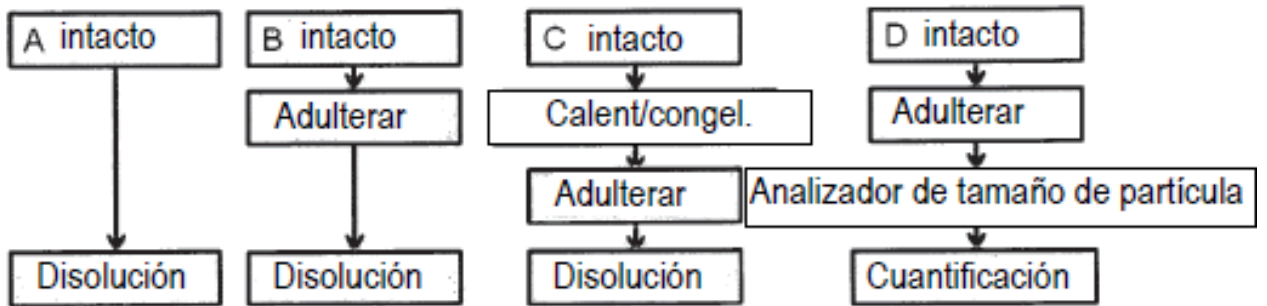 A intacto
B intacto
C intacto
D intacto
Adulterar
Calent/congel.
Adulterar
Adulterar
Analizador de tamaño de partícula
Disolución
Disolución
Disolución
Cuantificación